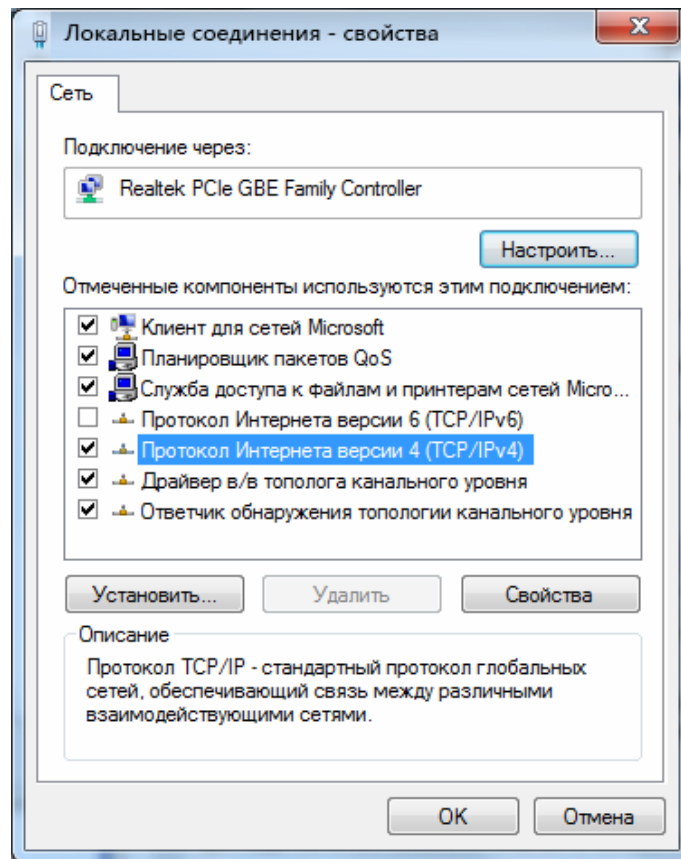 Локальные соединения - свойства
Сеть
Подключение через:
Realtek PCIe GBE Family Controller
Настроить...
Отмеченные компоненты используются этим подключением:
Клиент для сетей Microsoft
Планировщик пакетов QoS
Служба доступа к файлам и принтерам сетей Micro...
Протокол Интернета версии 6 (TCP/IPv6)
Протокол Интернета версии 4 (TCP/IPv4)
Драйвер в/в тополога канального уровня
Ответчик обнаружения топологии канального уровня
Установить...
Удалить
Свойства
Описание
Протокол TCP/IP - стандартный протокол глобальных
сетей, обеспечивающий связь между различными
взаимодействующими сетями.
OK
Отмена